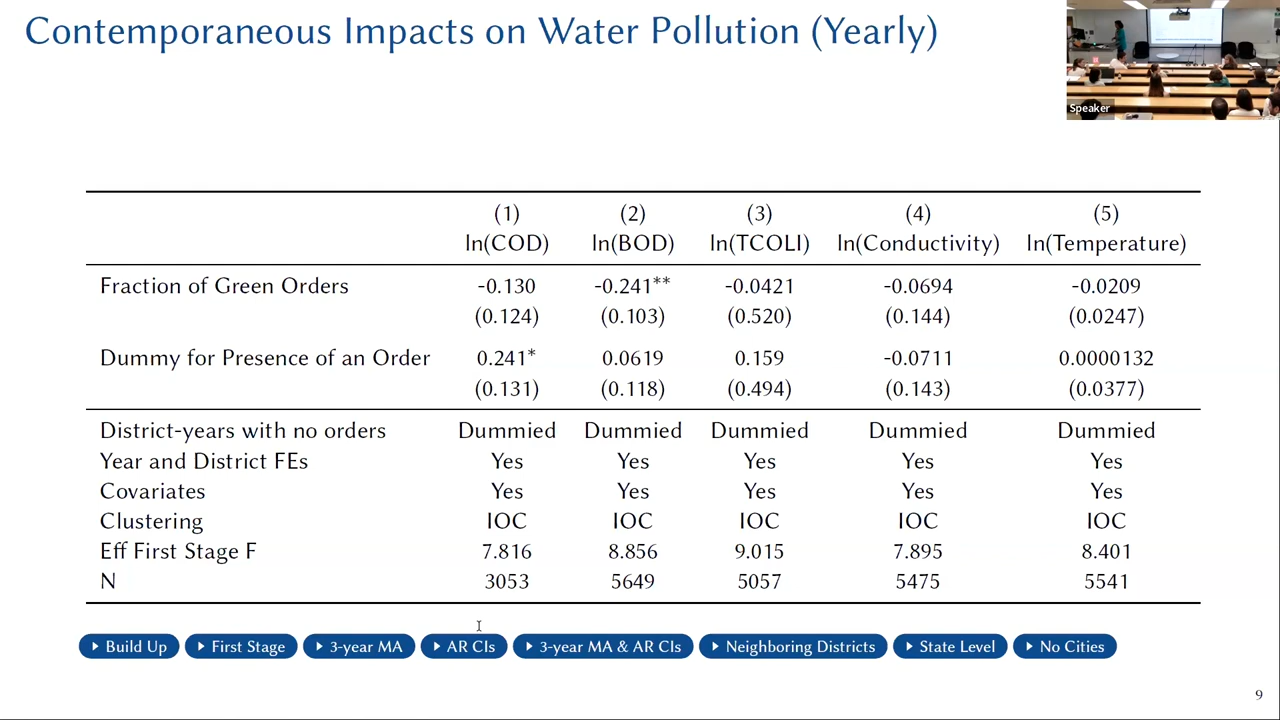 Contemporaneous Impacts on Water Pollution (Yearly)
Speaker
(1) (2) (3) (4) (5)
ln(COD) ln(BOD) ln(TCOLI) ln(Conductivity) ln(Temperature)
Fraction of Green Orders -0.130 -0.241** -0.0421 -0.0694 -0.0209
(0.124) (0.103) (0.520) (0.144) (0.0247)
Dummy for Presence of an Order 0.241* 0.0619 0.159 -0.0711 0.0000132
(0.131) (0.118) (0.494) (0.143) (0.0377)
District-years with no orders Dummied Dummied Dummied Dummied Dummied
Year and District FEs Yes Yes Yes Yes Yes
Covariates Yes Yes Yes Yes Yes
Clustering IOC IOC IOC IOC IOC
Eff First Stage F 7.816 8.856 9.015 7.895 8.401
N 3053 5649 5057 5475 5541
Build Up First Stage 3-year MA AR CIs 3-year MA & AR CIs Neighboring Districts State Level No Cities
9